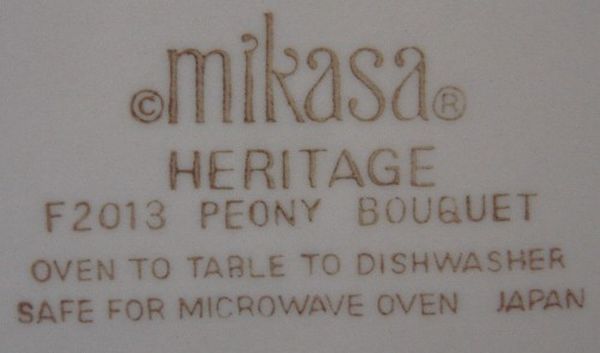 ©mikasa®
HERITAGE
F2013 PEONY BOUQUET
OVEN TO TABLE TO DISHWASHER
SAFE FOR MICROWAVE OVEN JAPAN